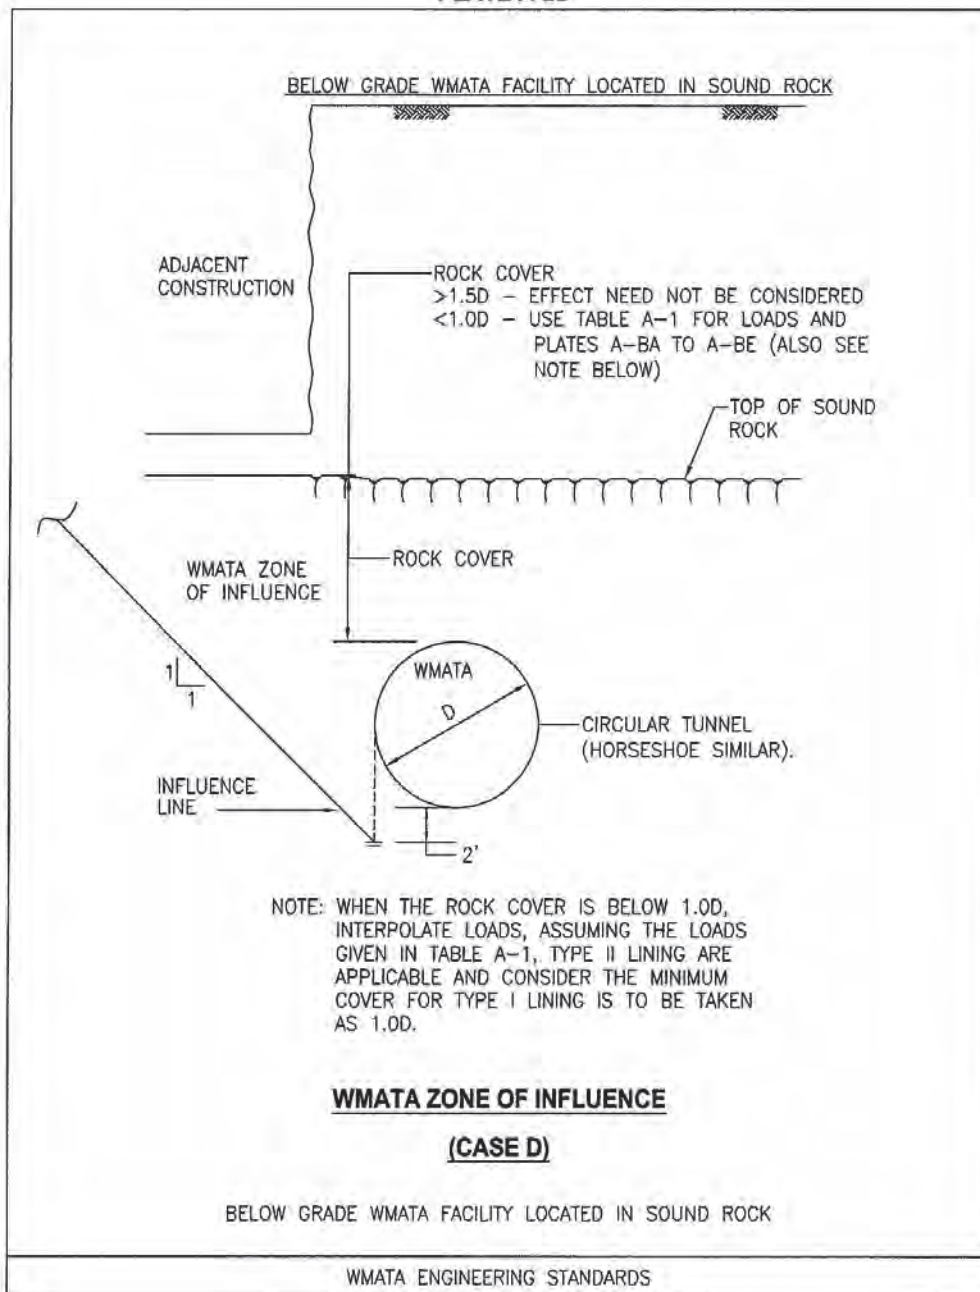 BELOW GRADE WMATA FACILITY LOCATED IN SOUND ROCK
ADJACENT
CONSTRUCTION
ROCK COVER
>1.5D – EFFECT NEED NOT BE CONSIDERED
<1.0D – USE TABLE A–1 FOR LOADS AND
PLATES A–BA TO A–BE (ALSO SEE
NOTE BELOW)
TOP OF SOUND
ROCK
WMATA ZONE
OF INFLUENCE
ROCK COVER
1
1
WMATA
D
CIRCULAR TUNNEL
(HORSESHOE SIMILAR).
INFLUENCE
LINE
2'
NOTE: WHEN THE ROCK COVER IS BELOW 1.0D,
INTERPOLATE LOADS, ASSUMING THE LOADS
GIVEN IN TABLE A–1, TYPE II LINING ARE
APPLICABLE AND CONSIDER THE MINIMUM
COVER FOR TYPE I LINING IS TO BE TAKEN
AS 1.0D.
WMATA ZONE OF INFLUENCE
(CASE D)
BELOW GRADE WMATA FACILITY LOCATED IN SOUND ROCK
WMATA ENGINEERING STANDARDS